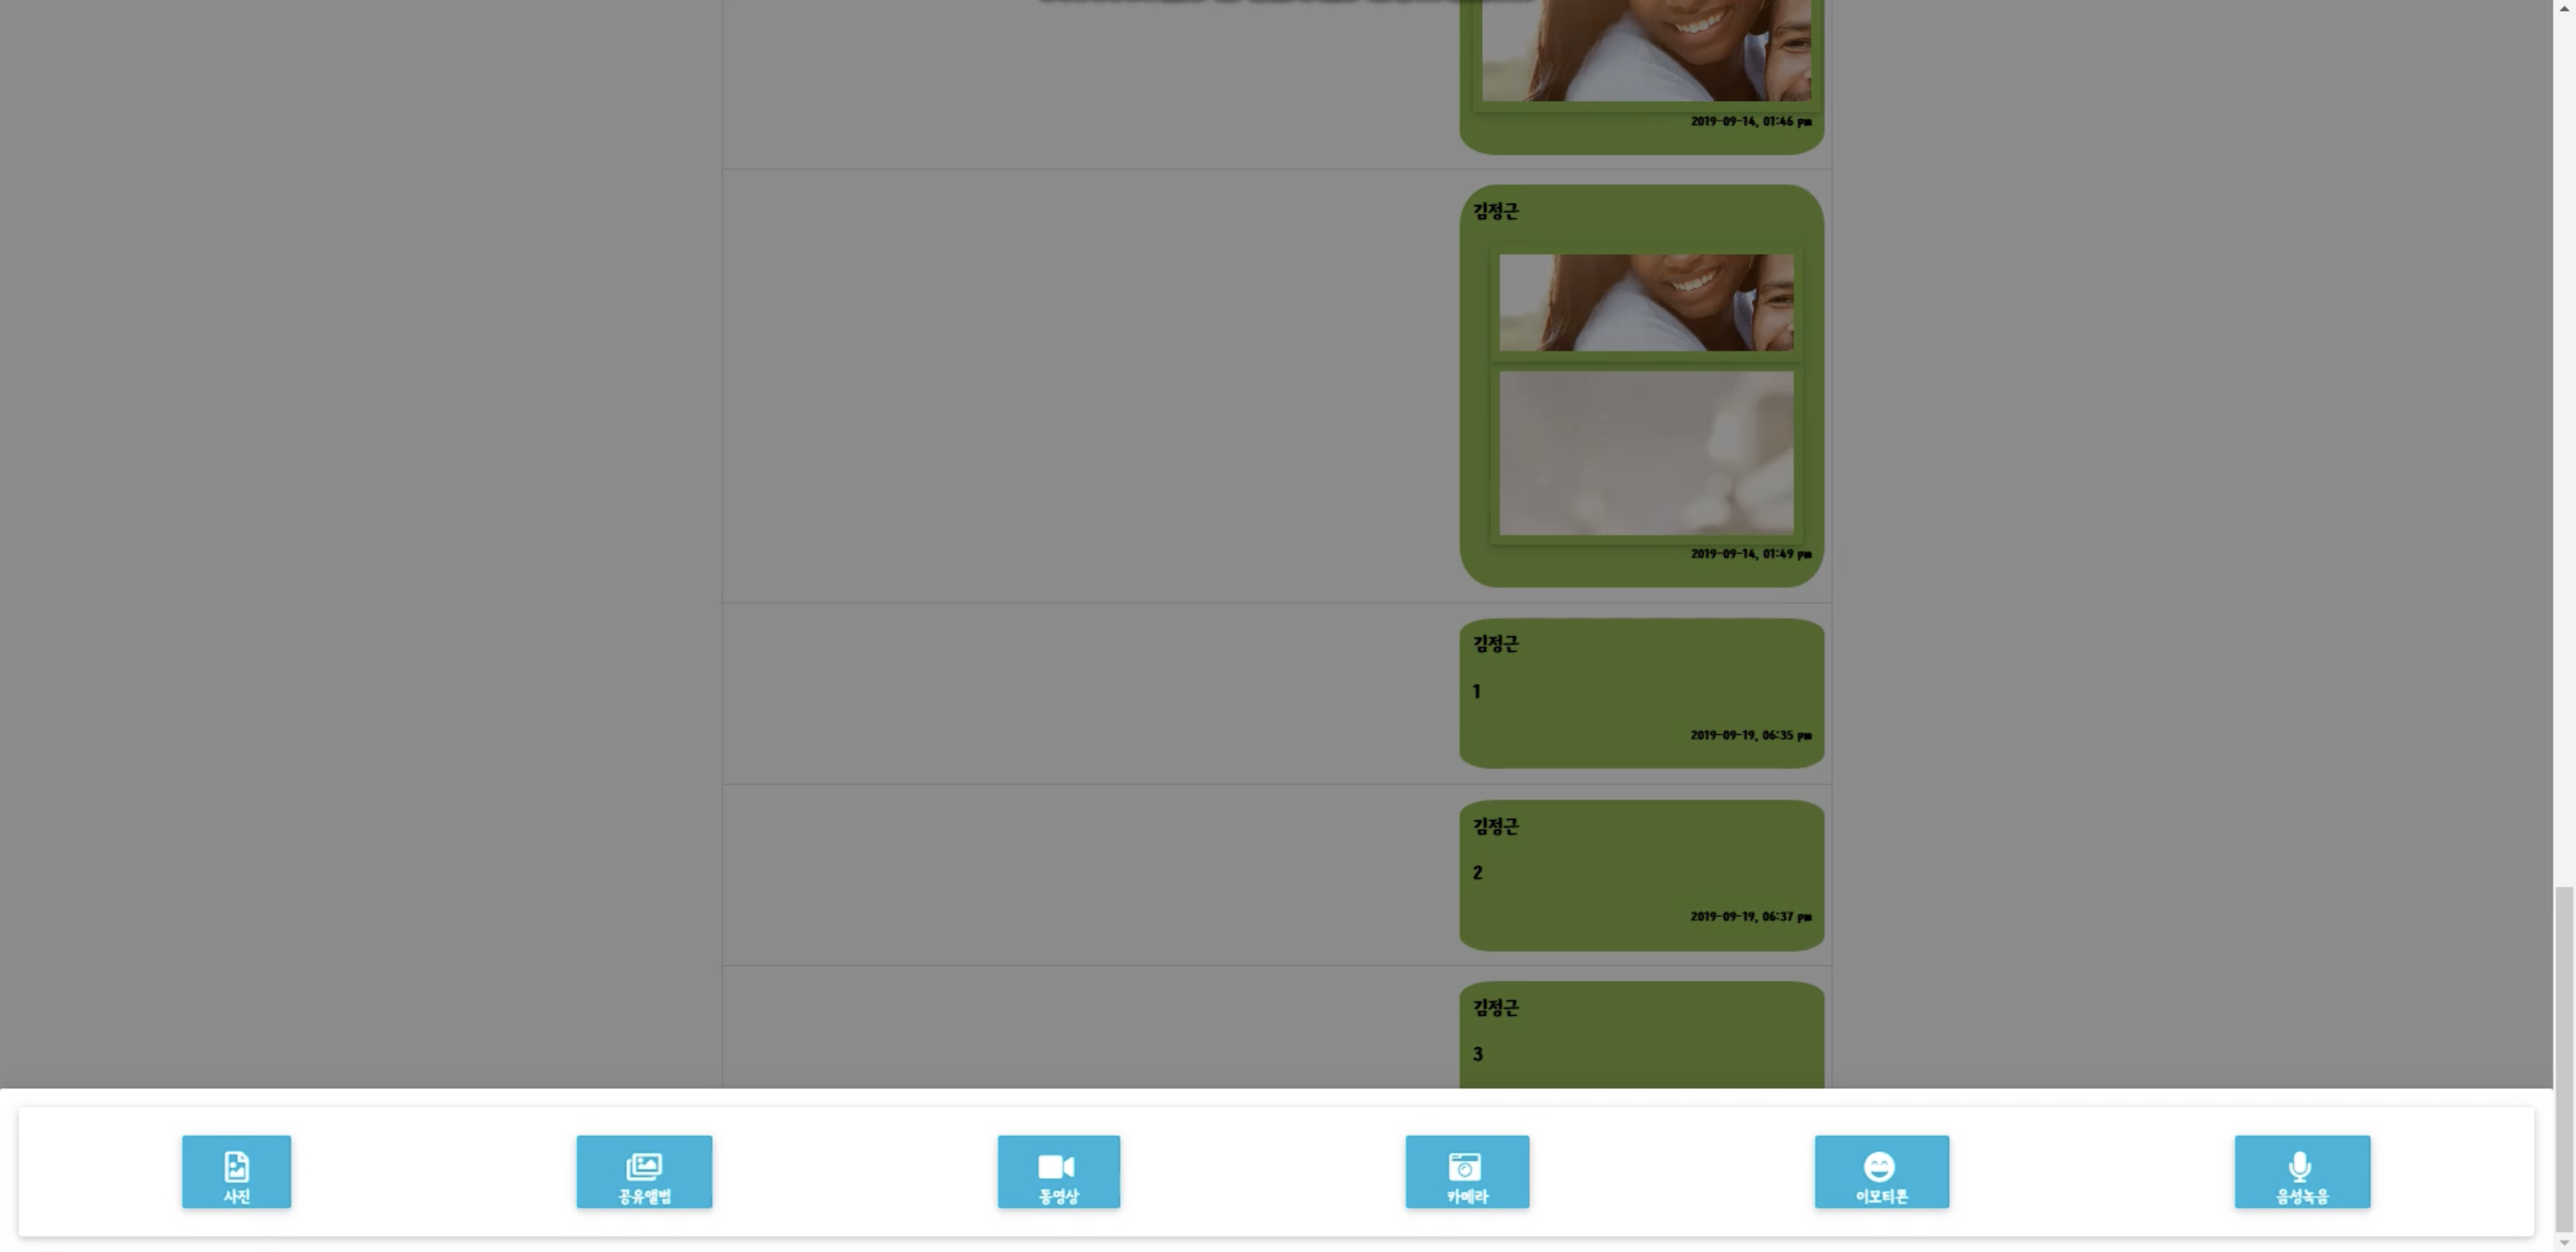 2019-09-14, 01:46 pm
김정근
2019-09-14, 01:49 pm
김정근
1
2019-09-19, 06:35 pm
김정근
2
2019-09-19, 06:37 pm
김정근
3
사진
공유앨범
동영상
카메라
이모티콘
음성녹음